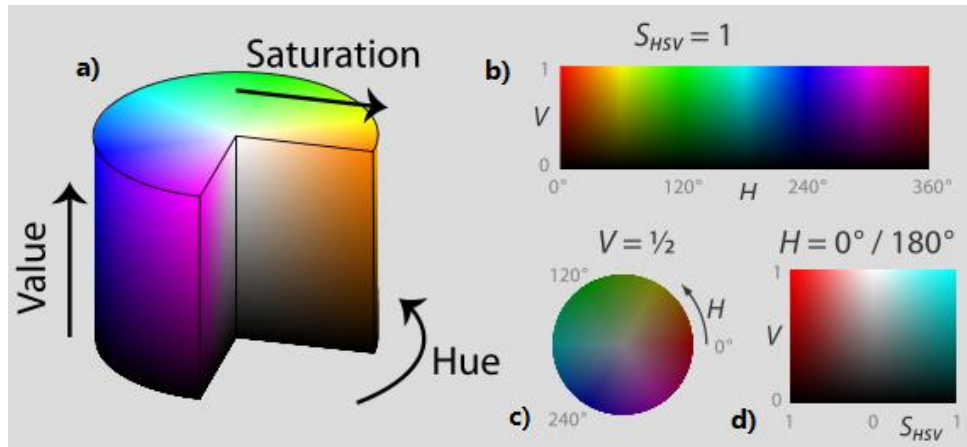 a)
Saturation
Value
Hue
b)
S_HSV = 1
1
V
0
0° 120° 240° 360°
H
V = ½
120°
H
0°
240°
c)
H = 0° / 180°
1
V
0
1 0 1
S_HSV
d)